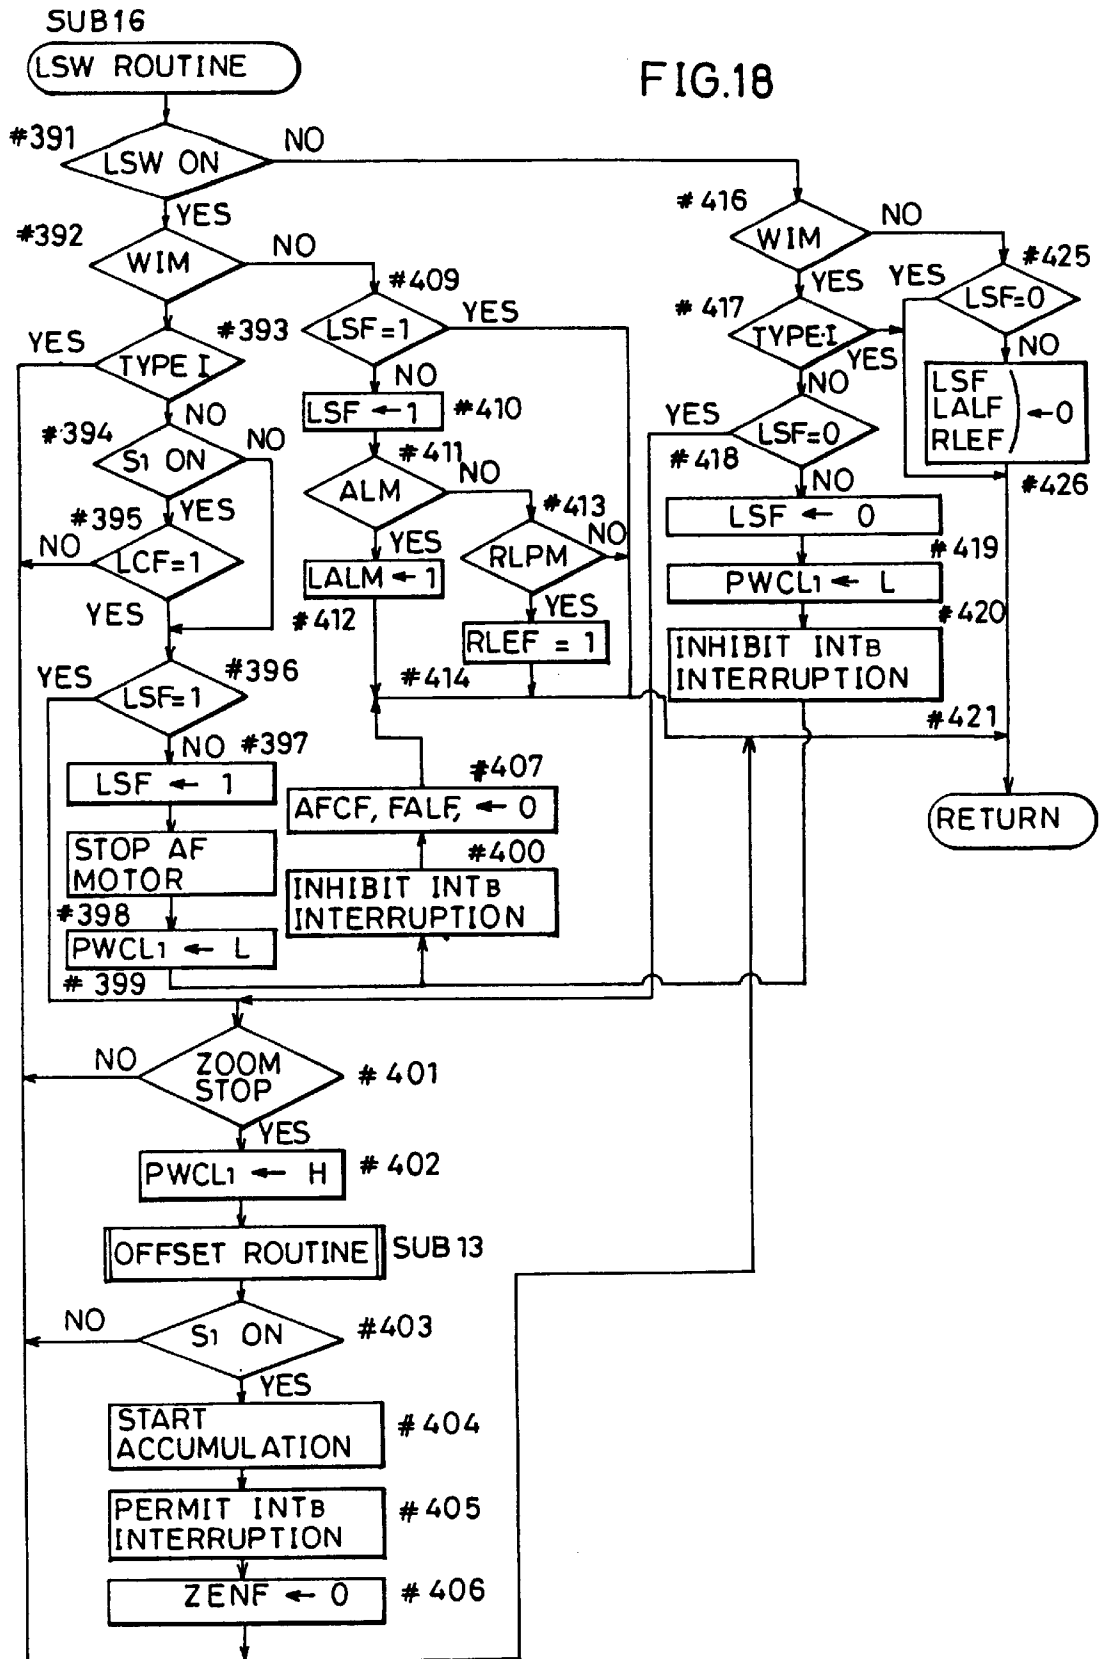 SUB16
LSW ROUTINE
FIG.18
#391
LSW ON
NO
YES
#392
WIM
NO
#393
YES
TYPE I
NO
#394
S1 ON
NO
YES
#395
NO
LCF=1
YES
#396
YES
LSF=1
NO
#397
LSF ← 1
STOP AF
MOTOR
#398
PWCL1 ← L
#399
#409
LSF=1
YES
NO
LSF ← 1
#410
#411
ALM
NO
YES
LALM ← 1
#412
#413
RLPM
NO
YES
RLEF = 1
#414
#407
AFCF, FALF, ← 0
#400
INHIBIT INTB
INTERRUPTION
#416
WIM
NO
YES
#417
TYPE·I
YES
NO
YES
LSF=0
#418
NO
LSF ← 0
#419
PWCL1 ← L
#420
INHIBIT INTB
INTERRUPTION
#421
#425
YES
LSF=0
NO
LSF
LALF ) ← 0
RLEF
#426
RETURN
NO
ZOOM
STOP
#401
YES
PWCL1 ← H
#402
OFFSET ROUTINE
SUB13
NO
S1 ON
#403
YES
START
ACCUMULATION
#404
PERMIT INTB
INTERRUPTION
#405
ZENF ← 0
#406